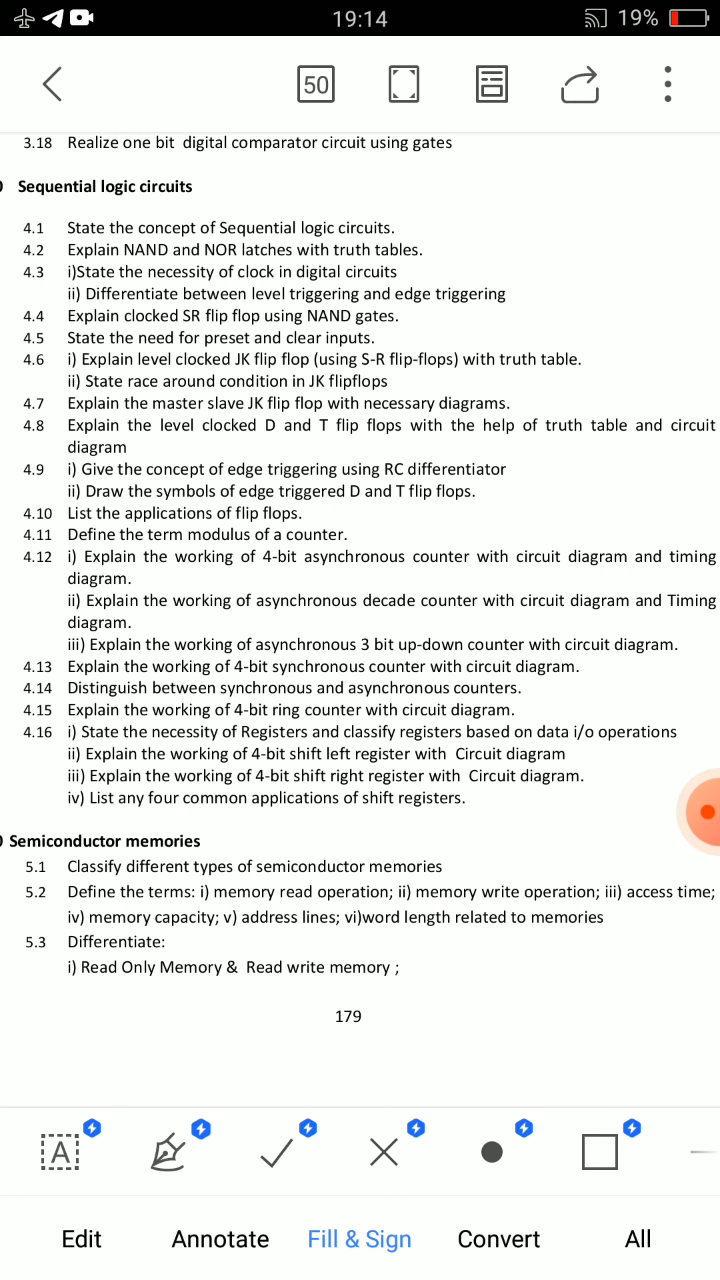 19:14
19%
50
3.18 Realize one bit digital comparator circuit using gates
Sequential logic circuits
4.1 State the concept of Sequential logic circuits.
4.2 Explain NAND and NOR latches with truth tables.
4.3 i)State the necessity of clock in digital circuits
ii) Differentiate between level triggering and edge triggering
4.4 Explain clocked SR flip flop using NAND gates.
4.5 State the need for preset and clear inputs.
4.6 i) Explain level clocked JK flip flop (using S-R flip-flops) with truth table.
ii) State race around condition in JK flipflops
4.7 Explain the master slave JK flip flop with necessary diagrams.
4.8 Explain the level clocked D and T flip flops with the help of truth table and circuit
diagram
4.9 i) Give the concept of edge triggering using RC differentiator
ii) Draw the symbols of edge triggered D and T flip flops.
4.10 List the applications of flip flops.
4.11 Define the term modulus of a counter.
4.12 i) Explain the working of 4-bit asynchronous counter with circuit diagram and timing
diagram.
ii) Explain the working of asynchronous decade counter with circuit diagram and Timing
diagram.
iii) Explain the working of asynchronous 3 bit up-down counter with circuit diagram.
4.13 Explain the working of 4-bit synchronous counter with circuit diagram.
4.14 Distinguish between synchronous and asynchronous counters.
4.15 Explain the working of 4-bit ring counter with circuit diagram.
4.16 i) State the necessity of Registers and classify registers based on data i/o operations
ii) Explain the working of 4-bit shift left register with Circuit diagram
iii) Explain the working of 4-bit shift right register with Circuit diagram.
iv) List any four common applications of shift registers.
Semiconductor memories
5.1 Classify different types of semiconductor memories
5.2 Define the terms: i) memory read operation; ii) memory write operation; iii) access time;
iv) memory capacity; v) address lines; vi)word length related to memories
5.3 Differentiate:
i) Read Only Memory & Read write memory ;
179
A
Edit Annotate Fill & Sign Convert All